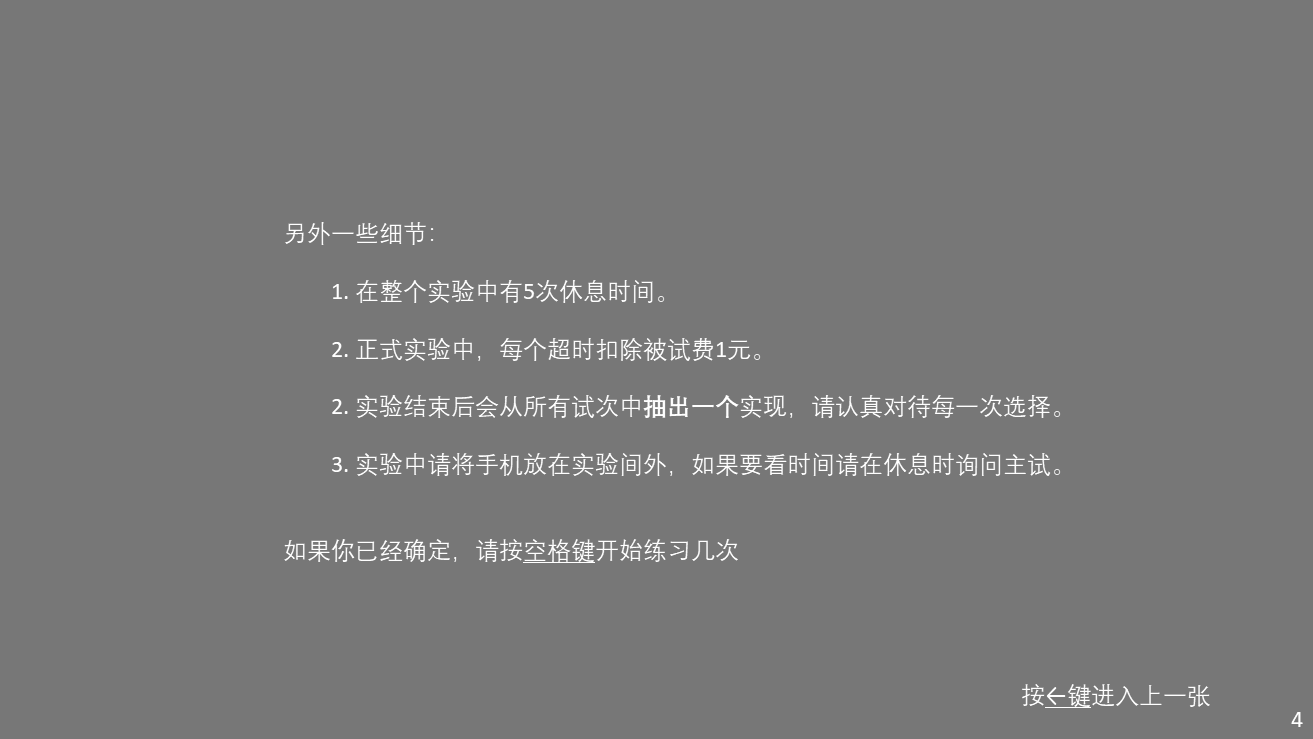 另外一些细节：
1. 在整个实验中有5次休息时间。
2. 正式实验中，每个超时扣除被试费1元。
2. 实验结束后会从所有试次中抽出一个实现，请认真对待每一次选择。
3. 实验中请将手机放在实验间外，如果要看时间请在休息时询问主试。
如果你已经确定，请按空格键开始练习几次
按←键进入上一张
4